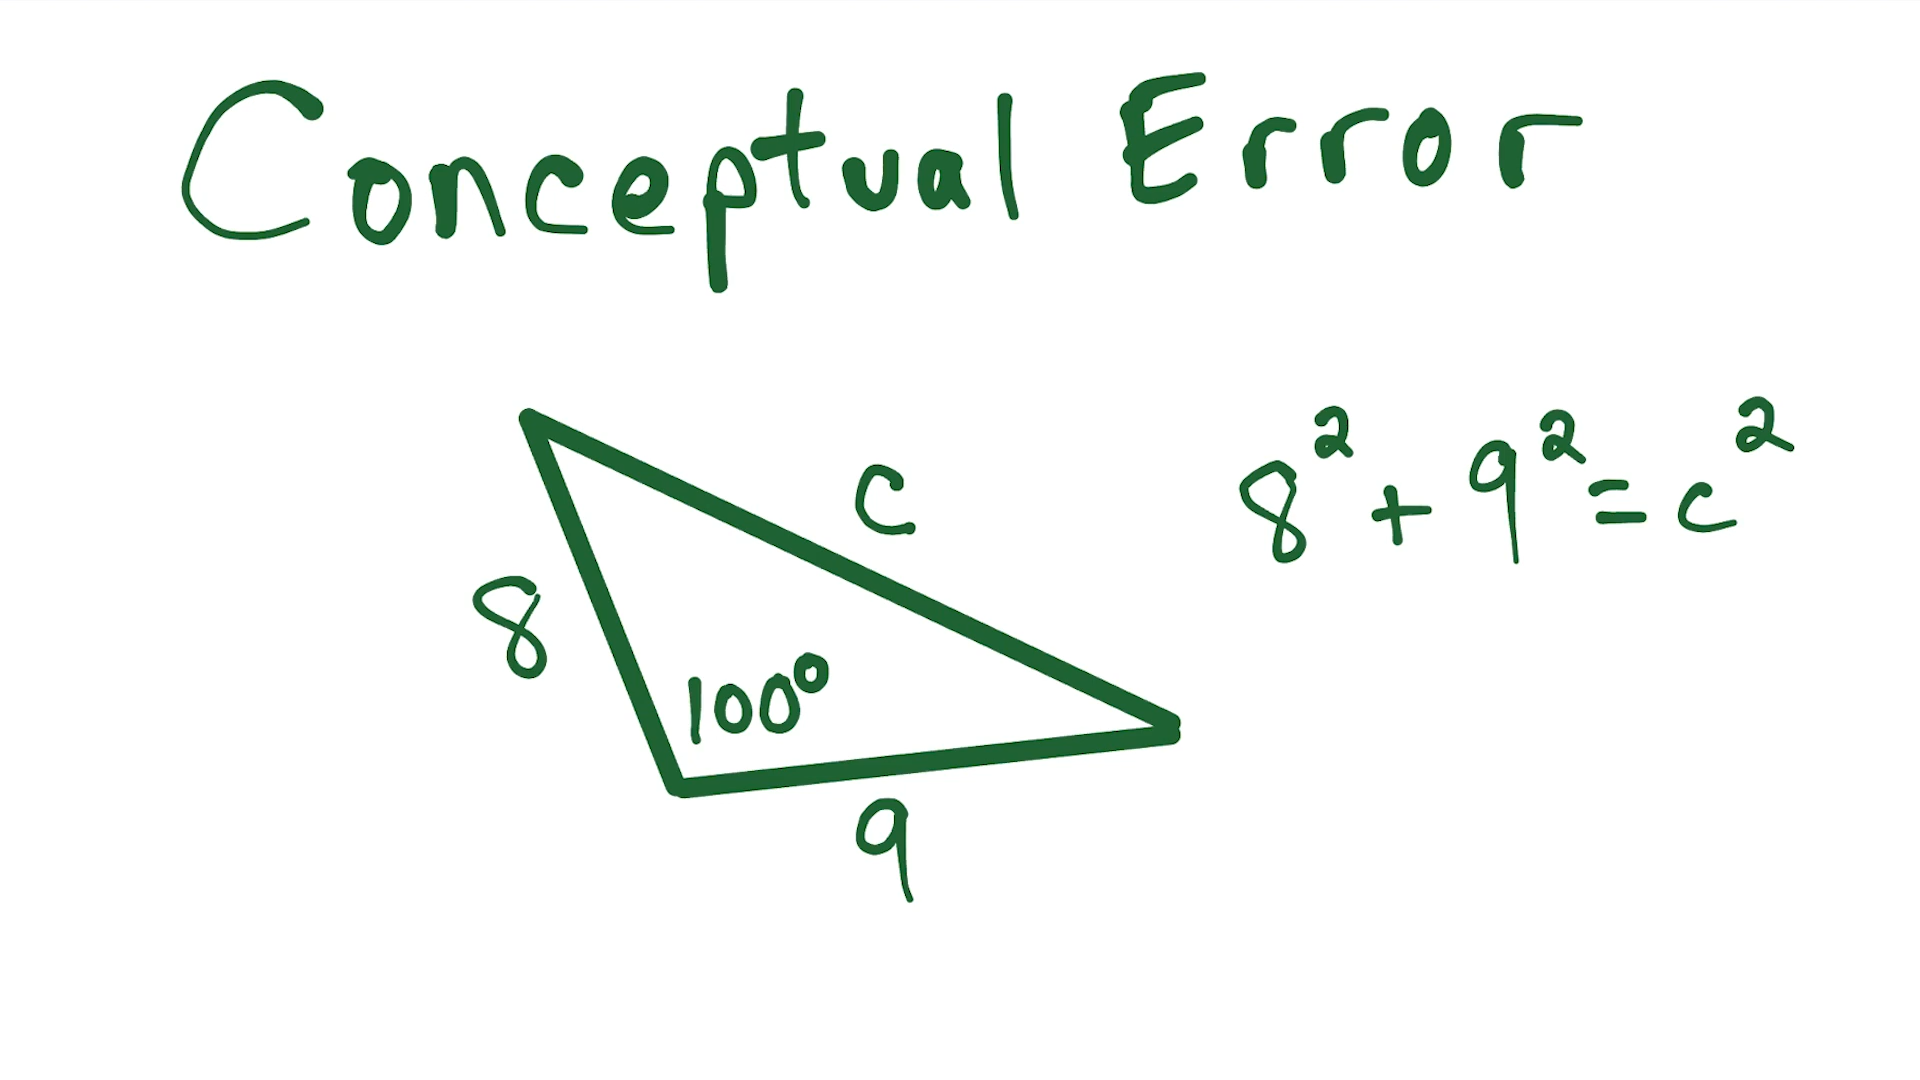 Conceptual Error
c
8² + 9² = c²
8
100°
9